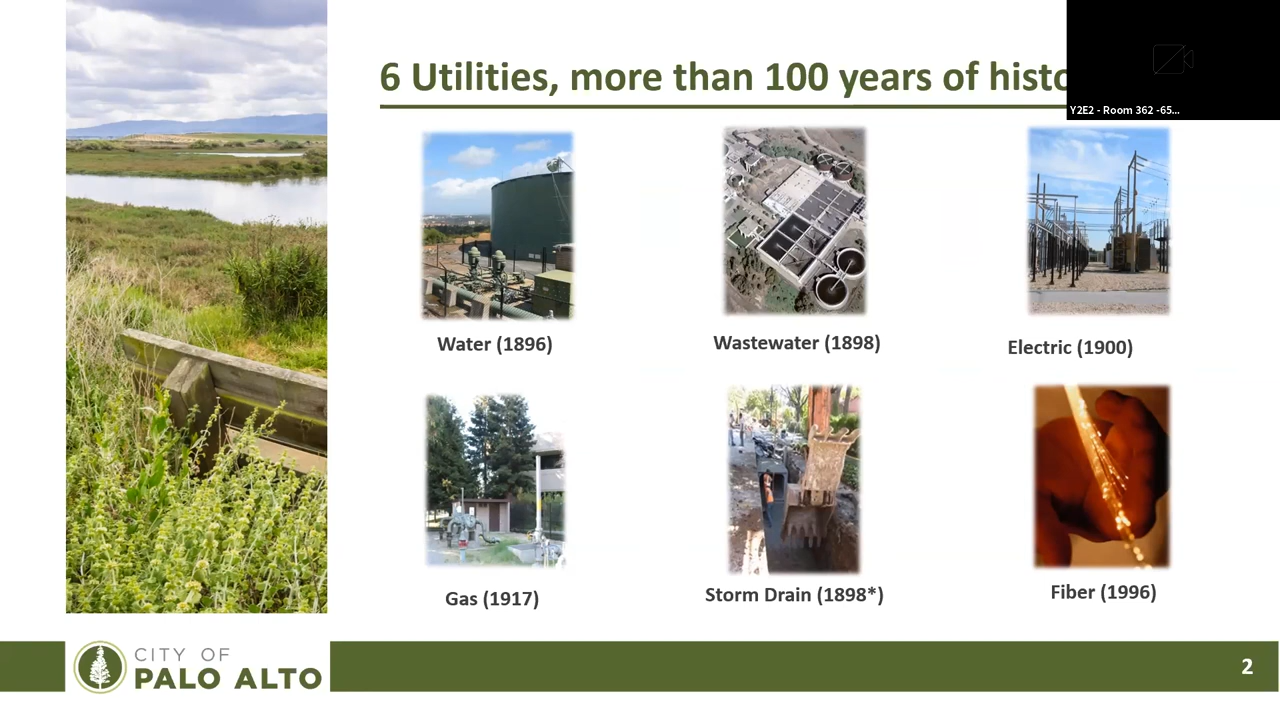 6 Utilities, more than 100 years of histo
Y2E2 - Room 362 -65...
Water (1896)
Wastewater (1898)
Electric (1900)
Gas (1917)
Storm Drain (1898*)
Fiber (1996)
CITY OF
PALO ALTO
2